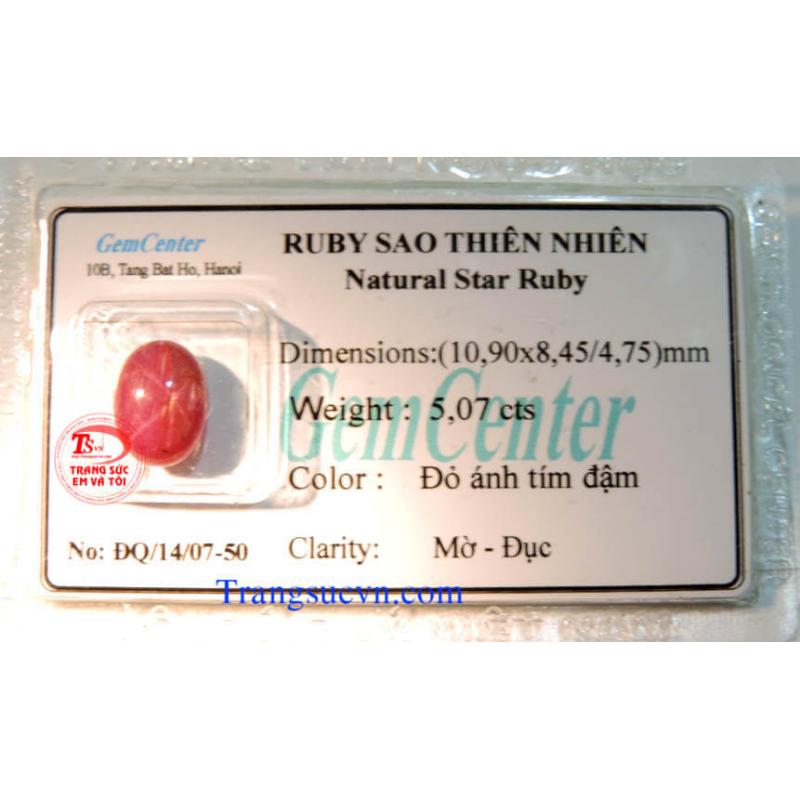 GemCenter
10B, Tang Bat Ho, Hanoi
RUBY SAO THIÊN NHIÊN
Natural Star Ruby
Dimensions:(10,90x8,45/4,75)mm
GemCenter
Weight : 5,07 cts
Color : Đỏ ánh tím đậm
Clarity: Mờ - Đục
TSVN
TRANG SỨC
EM VÀ TÔI
No: ĐQ/14/07-50
Trangsucvn.com